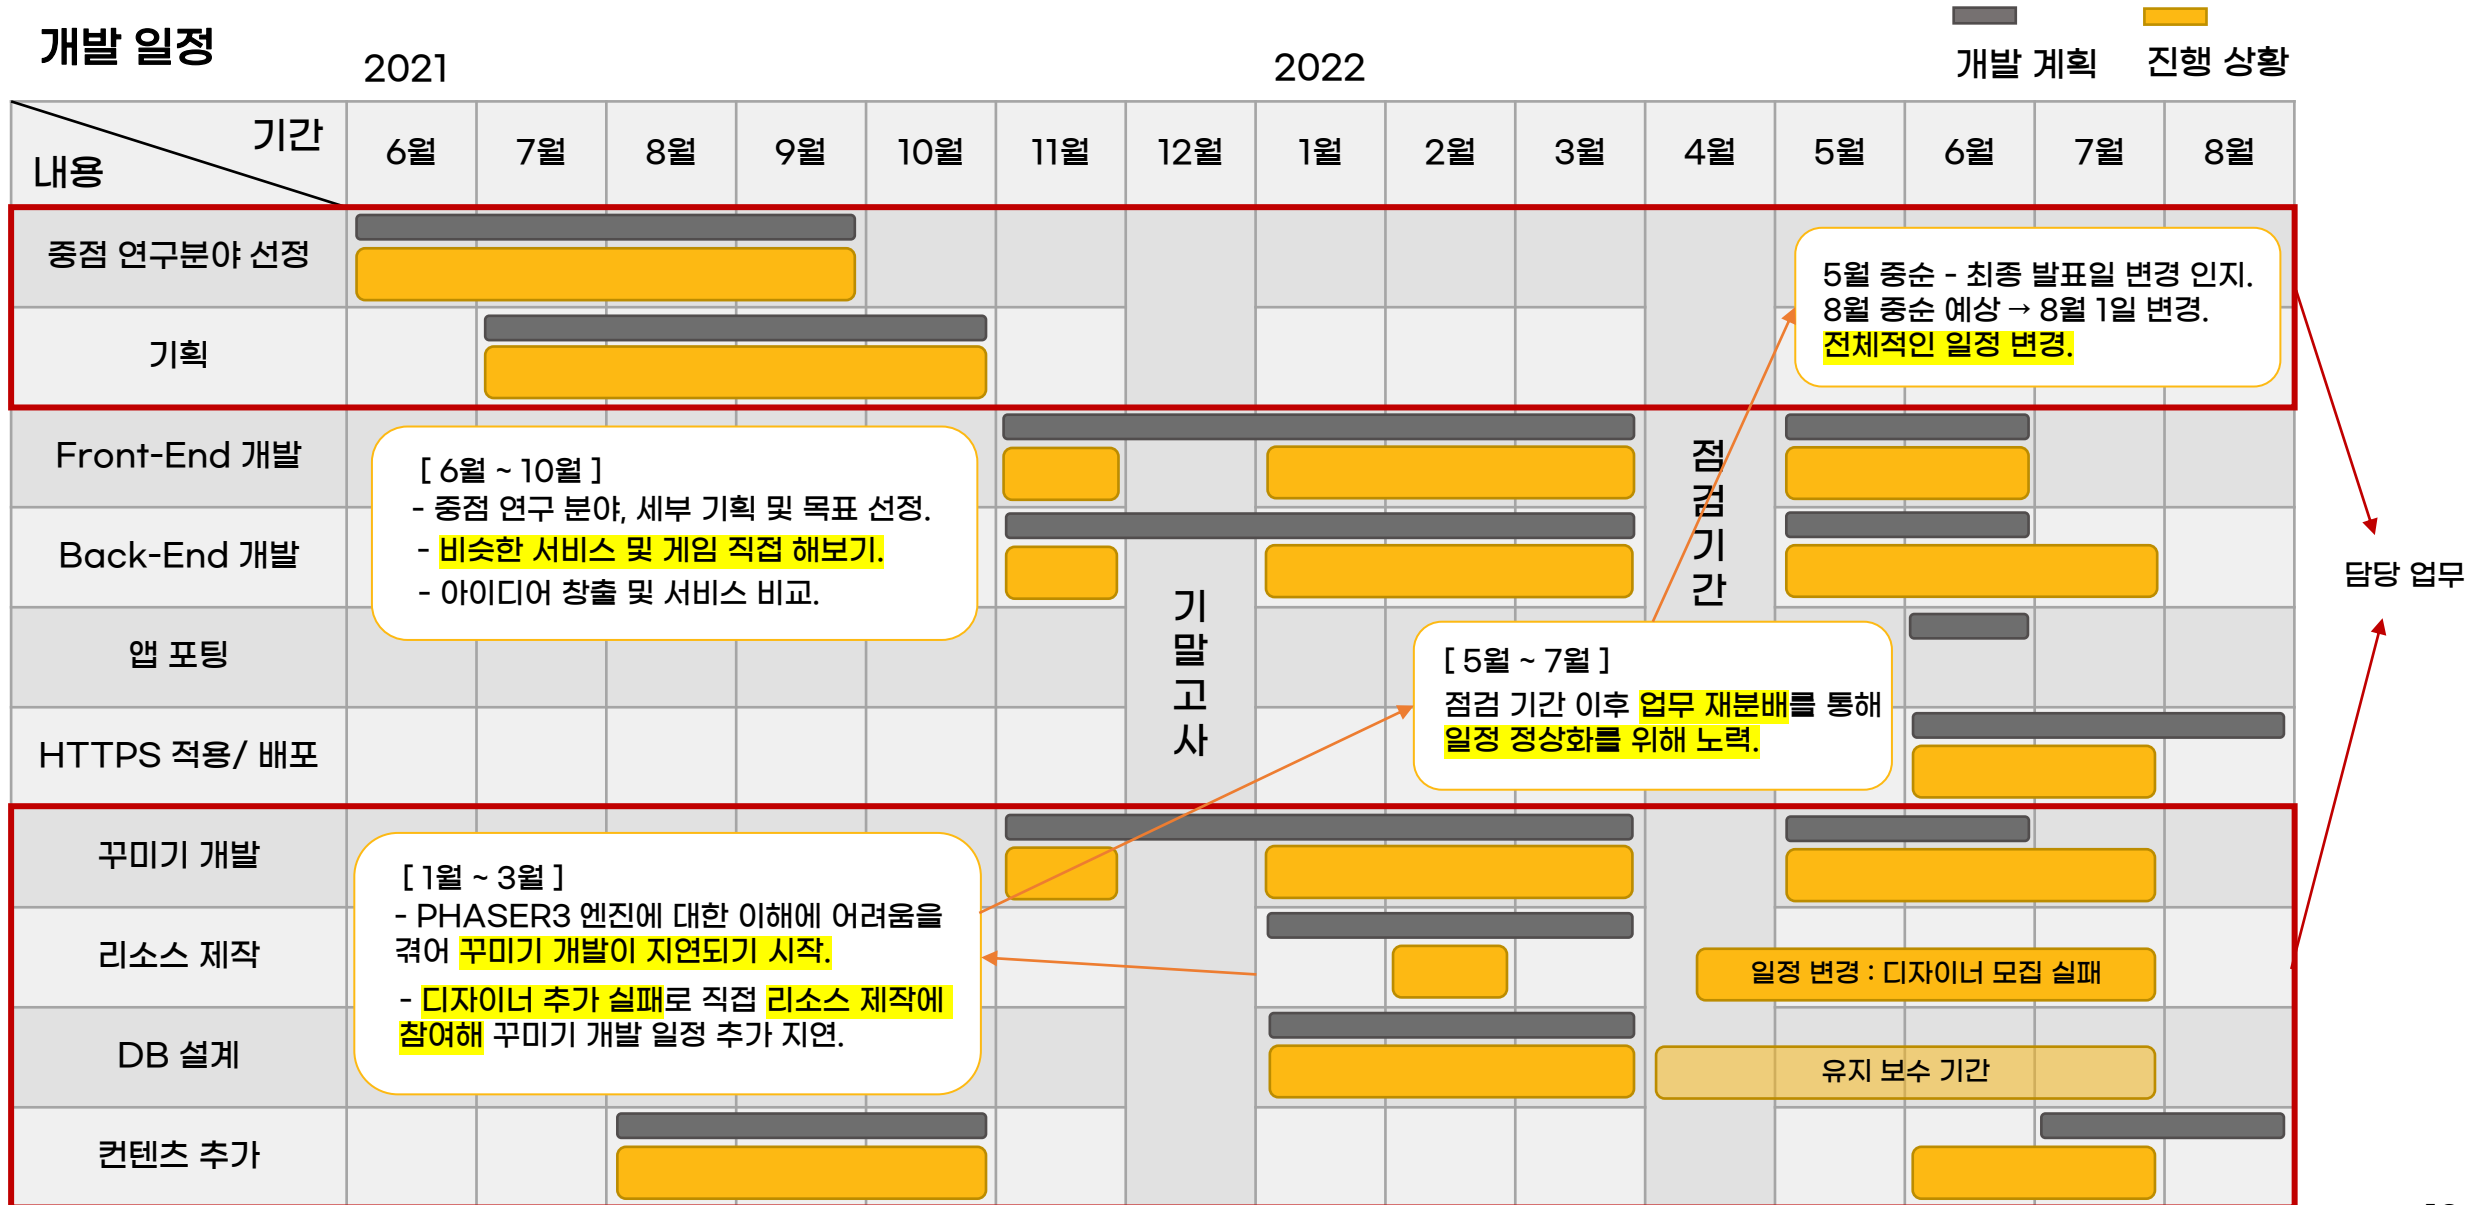 개발 일정
2021
2022
개발 계획
진행 상황
기간
내용
6월
7월
8월
9월
10월
11월
12월
1월
2월
3월
4월
5월
6월
7월
8월
중점 연구분야 선정
5월 중순 - 최종 발표일 변경 인지.
8월 중순 예상 → 8월 1일 변경.
전체적인 일정 변경.
기획
Front-End 개발
[ 6월 ~ 10월 ]
- 중점 연구 분야, 세부 기획 및 목표 선정.
- 비슷한 서비스 및 게임 직접 해보기.
- 아이디어 창출 및 서비스 비교.
점
검
기
간
Back-End 개발
담당 업무
기
말
고
사
앱 포팅
[ 5월 ~ 7월 ]
점검 기간 이후 업무 재분배를 통해
일정 정상화를 위해 노력.
HTTPS 적용/ 배포
꾸미기 개발
[ 1월 ~ 3월 ]
- PHASER3 엔진에 대한 이해에 어려움을
겪어 꾸미기 개발이 지연되기 시작.
- 디자이너 추가 실패로 직접 리소스 제작에
참여해 꾸미기 개발 일정 추가 지연.
리소스 제작
일정 변경 : 디자이너 모집 실패
DB 설계
유지 보수 기간
컨텐츠 추가